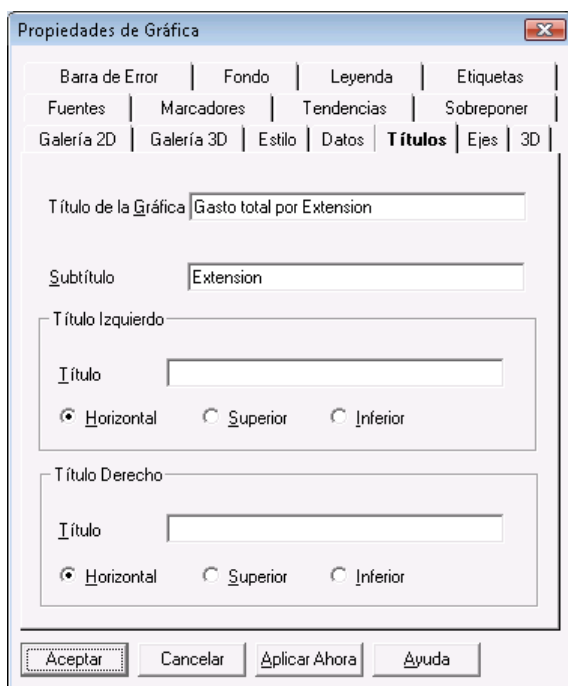 Propiedades de Gráfica
Barra de Error Fondo Leyenda Etiquetas
Fuentes Marcadores Tendencias Sobreponer
Galería 2D Galería 3D Estilo Datos Títulos Ejes 3D
Título de la Gráfica Gasto total por Extension
Subtítulo Extension
Título Izquierdo
Título
Horizontal Superior Inferior
Título Derecho
Título
Horizontal Superior Inferior
Aceptar Cancelar Aplicar Ahora Ayuda